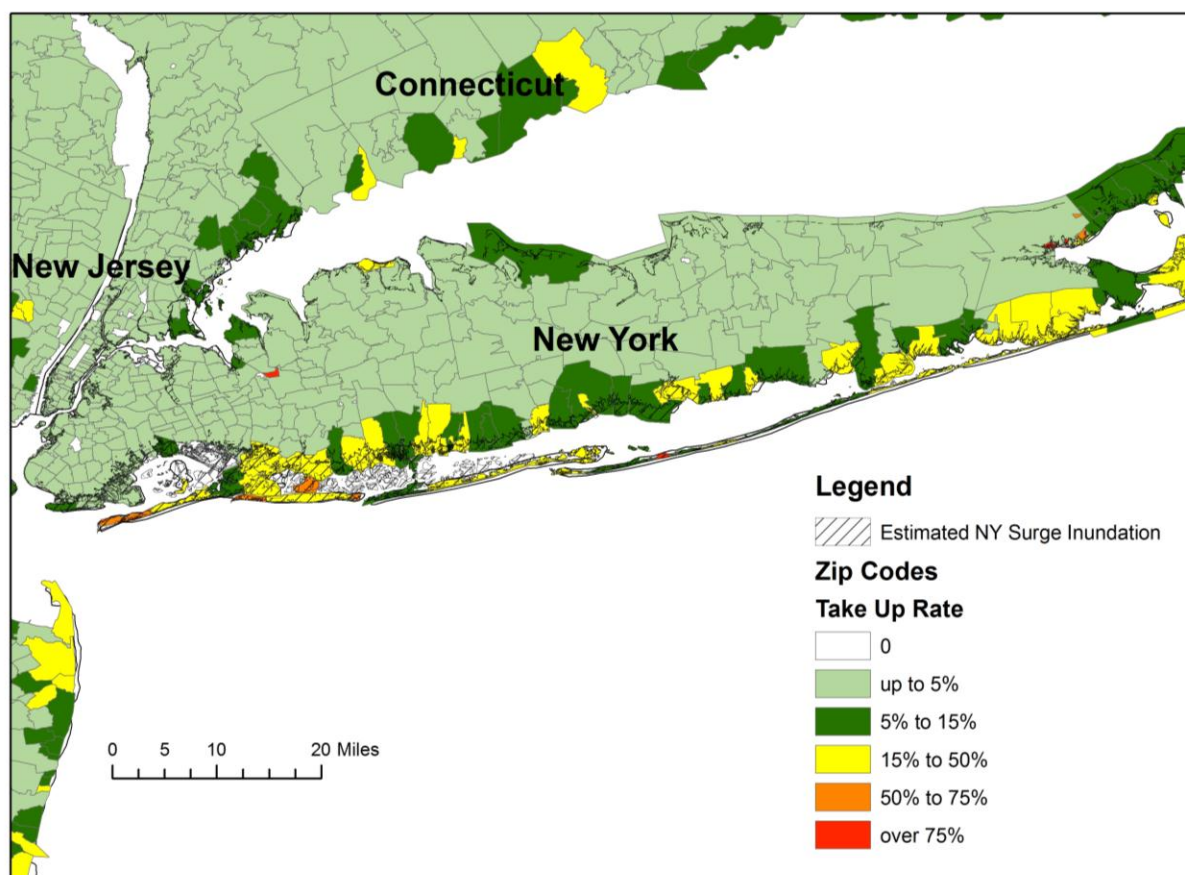 Connecticut
New Jersey
New York
Legend
Estimated NY Surge Inundation
Zip Codes
Take Up Rate
0
up to 5%
5% to 15%
15% to 50%
50% to 75%
over 75%
0 5 10 20 Miles